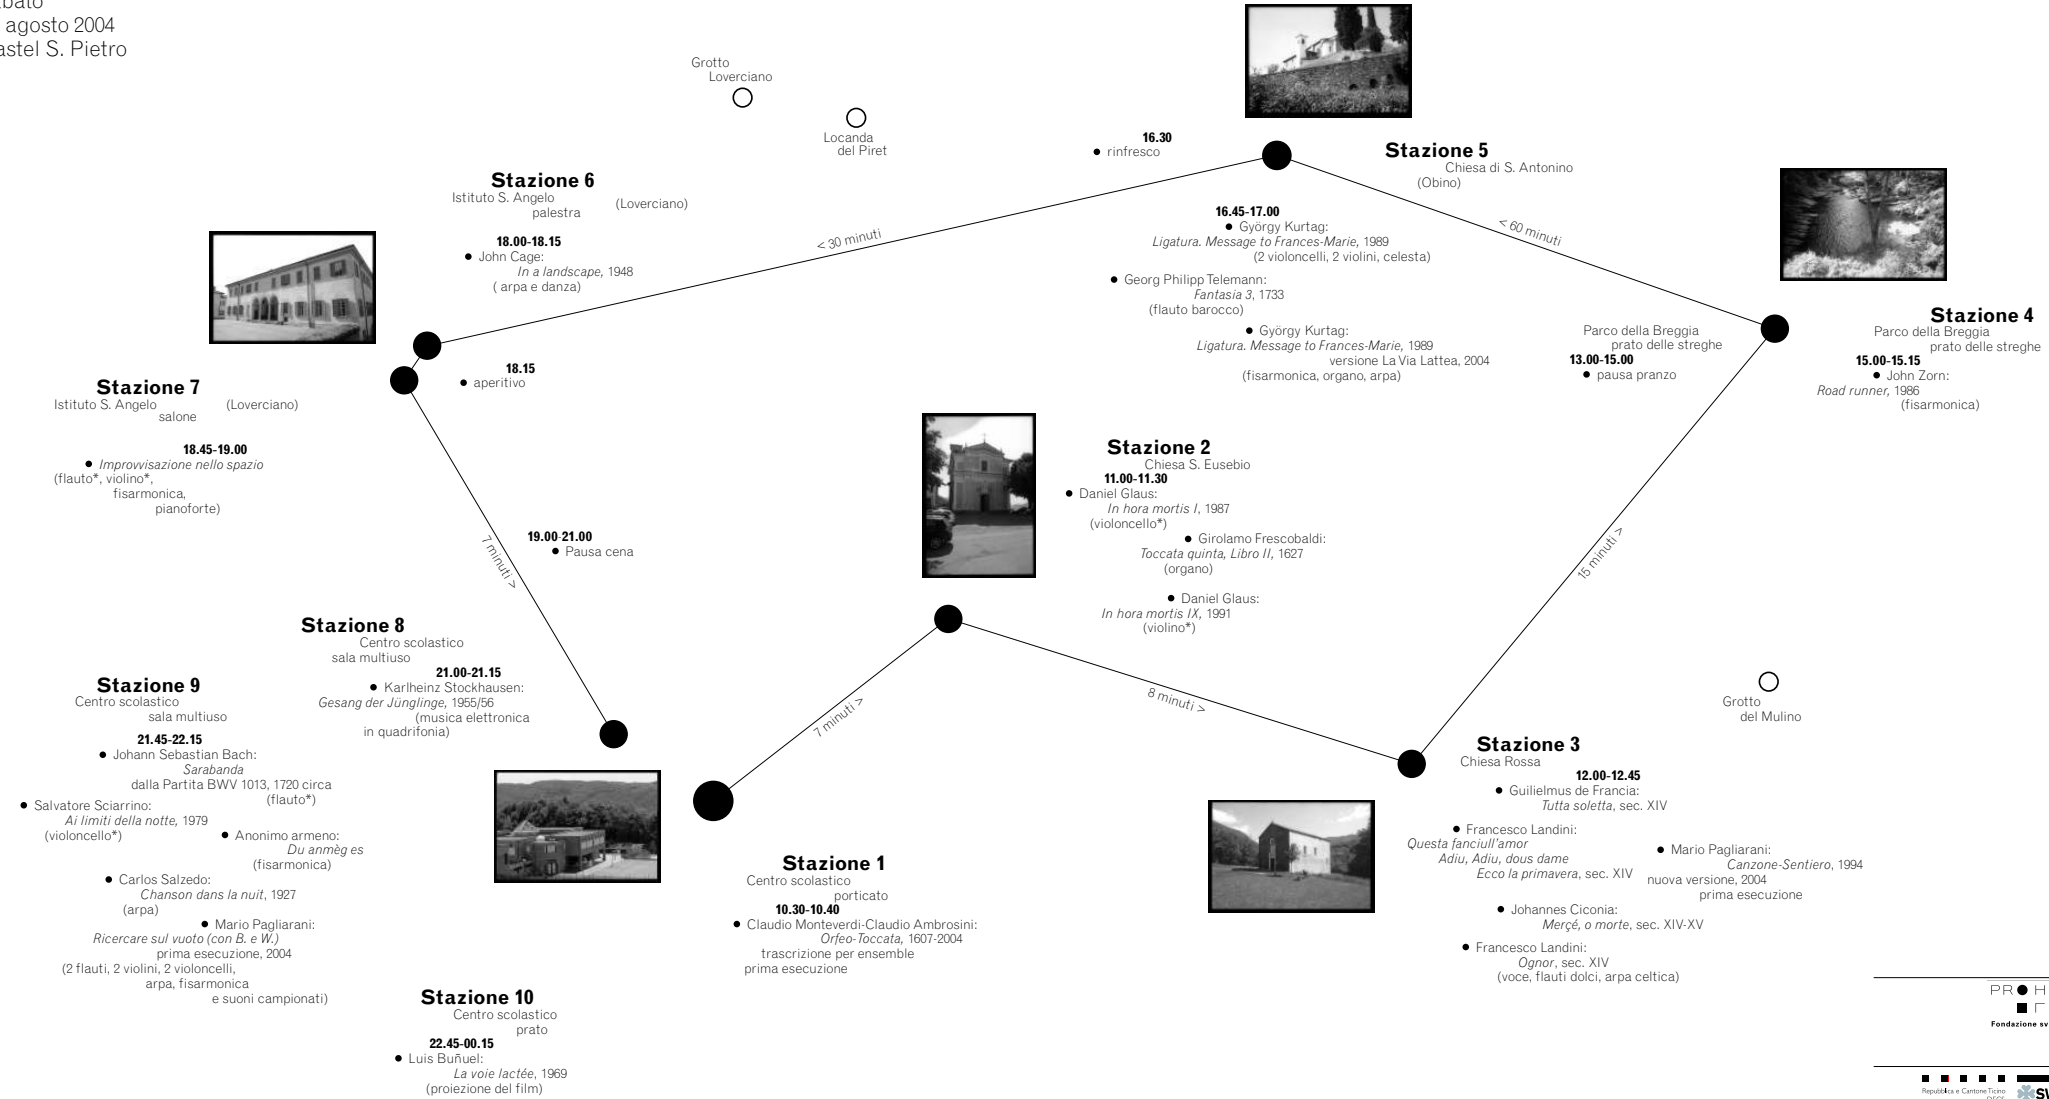 agosto 2004
S. Pietro
Grotto
Loverciano
Locanda
del Piret
16.30
● rinfresco
Stazione 5
Chiesa di S. Antonino
(Obino)
16.45-17.00
● György Kurtag:
Ligatura. Message to Frances-Marie, 1989
(2 violoncelli, 2 violini, celesta)
● Georg Philipp Telemann:
Fantasia 3, 1733
(flauto barocco)
● György Kurtag:
Ligatura. Message to Frances-Marie, 1989
versione La Via Lattea, 2004
(fisarmonica, organo, arpa)
< 60 minuti
< 30 minuti
Stazione 6
Istituto S. Angelo
palestra
(Loverciano)
18.00-18.15
● John Cage:
In a landscape, 1948
( arpa e danza)
18.15
● aperitivo
Stazione 4
Parco della Breggia
prato delle streghe
15.00-15.15
● John Zorn:
Road runner, 1986
(fisarmonica)
Parco della Breggia
prato delle streghe
13.00-15.00
● pausa pranzo
Stazione 7
Istituto S. Angelo
salone
(Loverciano)
18.45-19.00
● Improvvisazione nello spazio
(flauto*, violino*,
fisarmonica,
pianoforte)
19.00-21.00
● Pausa cena
7 minuti >
Stazione 2
Chiesa S. Eusebio
11.00-11.30
● Daniel Glaus:
In hora mortis I, 1987
(violoncello*)
● Girolamo Frescobaldi:
Toccata quinta, Libro II, 1627
(organo)
● Daniel Glaus:
In hora mortis IX, 1991
(violino*)
15 minuti >
8 minuti >
7 minuti >
Stazione 8
Centro scolastico
sala multiuso
21.00-21.15
● Karlheinz Stockhausen:
Gesang der Jünglinge, 1955/56
(musica elettronica
in quadrifonia)
Stazione 9
Centro scolastico
sala multiuso
21.45-22.15
● Johann Sebastian Bach:
Sarabanda
dalla Partita BWV 1013, 1720 circa
(flauto*)
● Salvatore Sciarrino:
Ai limiti della notte, 1979
(violoncello*)
● Anonimo armeno:
Du anmèg es
(fisarmonica)
● Carlos Salzedo:
Chanson dans la nuit, 1927
(arpa)
● Mario Pagliarani:
Ricercare sul vuoto (con B. e W.)
prima esecuzione, 2004
(2 flauti, 2 violini, 2 violoncelli,
arpa, fisarmonica
e suoni campionati)
Stazione 10
Centro scolastico
prato
22.45-00.15
● Luis Buñuel:
La voie lactée, 1969
(proiezione del film)
Stazione 1
Centro scolastico
porticato
10.30-10.40
● Claudio Monteverdi-Claudio Ambrosini:
Orfeo-Toccata, 1607-2004
trascrizione per ensemble
prima esecuzione
Grotto
del Mulino
Stazione 3
Chiesa Rossa
12.00-12.45
● Guilielmus de Francia:
Tutta soletta, sec. XIV
● Francesco Landini:
Questa fanciull'amor
Adiu, Adiu, dous dame
Ecco la primavera, sec. XIV
● Mario Pagliarani:
Canzone-Sentiero, 1994
nuova versione, 2004
prima esecuzione
● Johannes Ciconia:
Merçé, o morte, sec. XIV-XV
● Francesco Landini:
Ognor, sec. XIV
(voce, flauti dolci, arpa celtica)
PR●H
Fondazione
Repubblica e Cantone Ticino